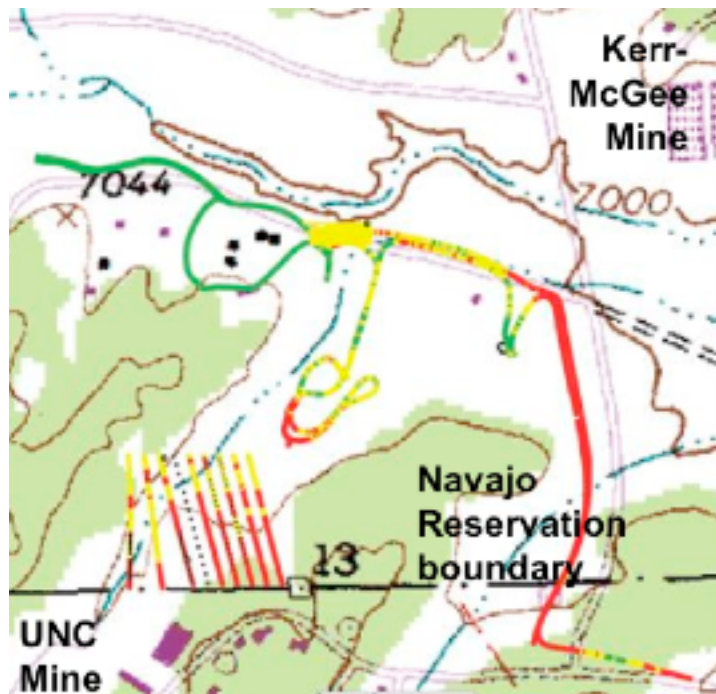 Kerr-
McGee
Mine
7044
7000
Navajo
Reservation
boundary
13
UNC
Mine